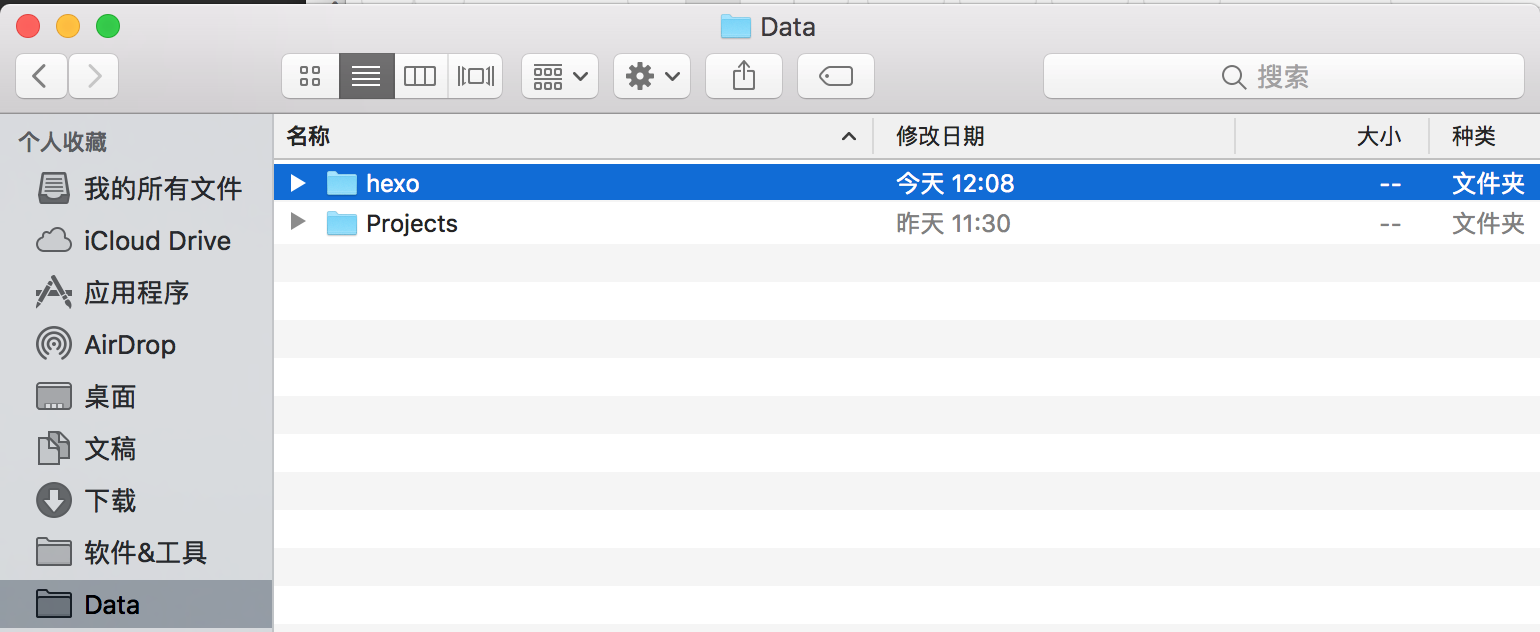 Data
搜索
个人收藏
我的所有文件
iCloud Drive
应用程序
AirDrop
桌面
文稿
下载
软件&工具
Data
名称 修改日期 大小 种类
hexo 今天 12:08 -- 文件夹
Projects 昨天 11:30 -- 文件夹